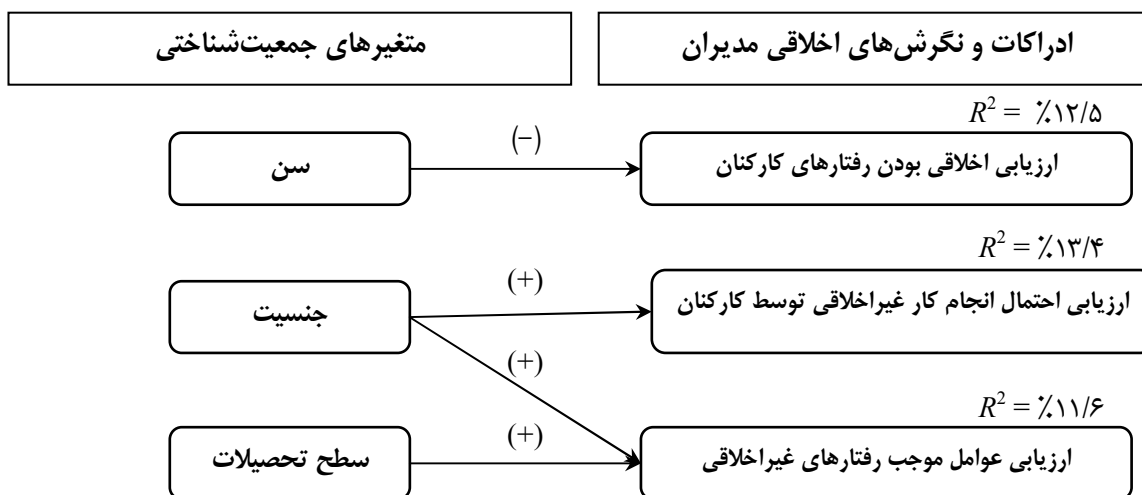 ادراکات و نگرش‌های اخلاقی مدیران
متغیرهای جمعیت‌شناختی
R² = ٪۱۲/۵
(−)
ارزیابی اخلاقی بودن رفتارهای کارکنان
سن
R² = ٪۱۳/۴
(+)
ارزیابی احتمال انجام کار غیراخلاقی توسط کارکنان
جنسیت
(+)
R² = ٪۱۱/۶
(+)
ارزیابی عوامل موجب رفتارهای غیراخلاقی
سطح تحصیلات